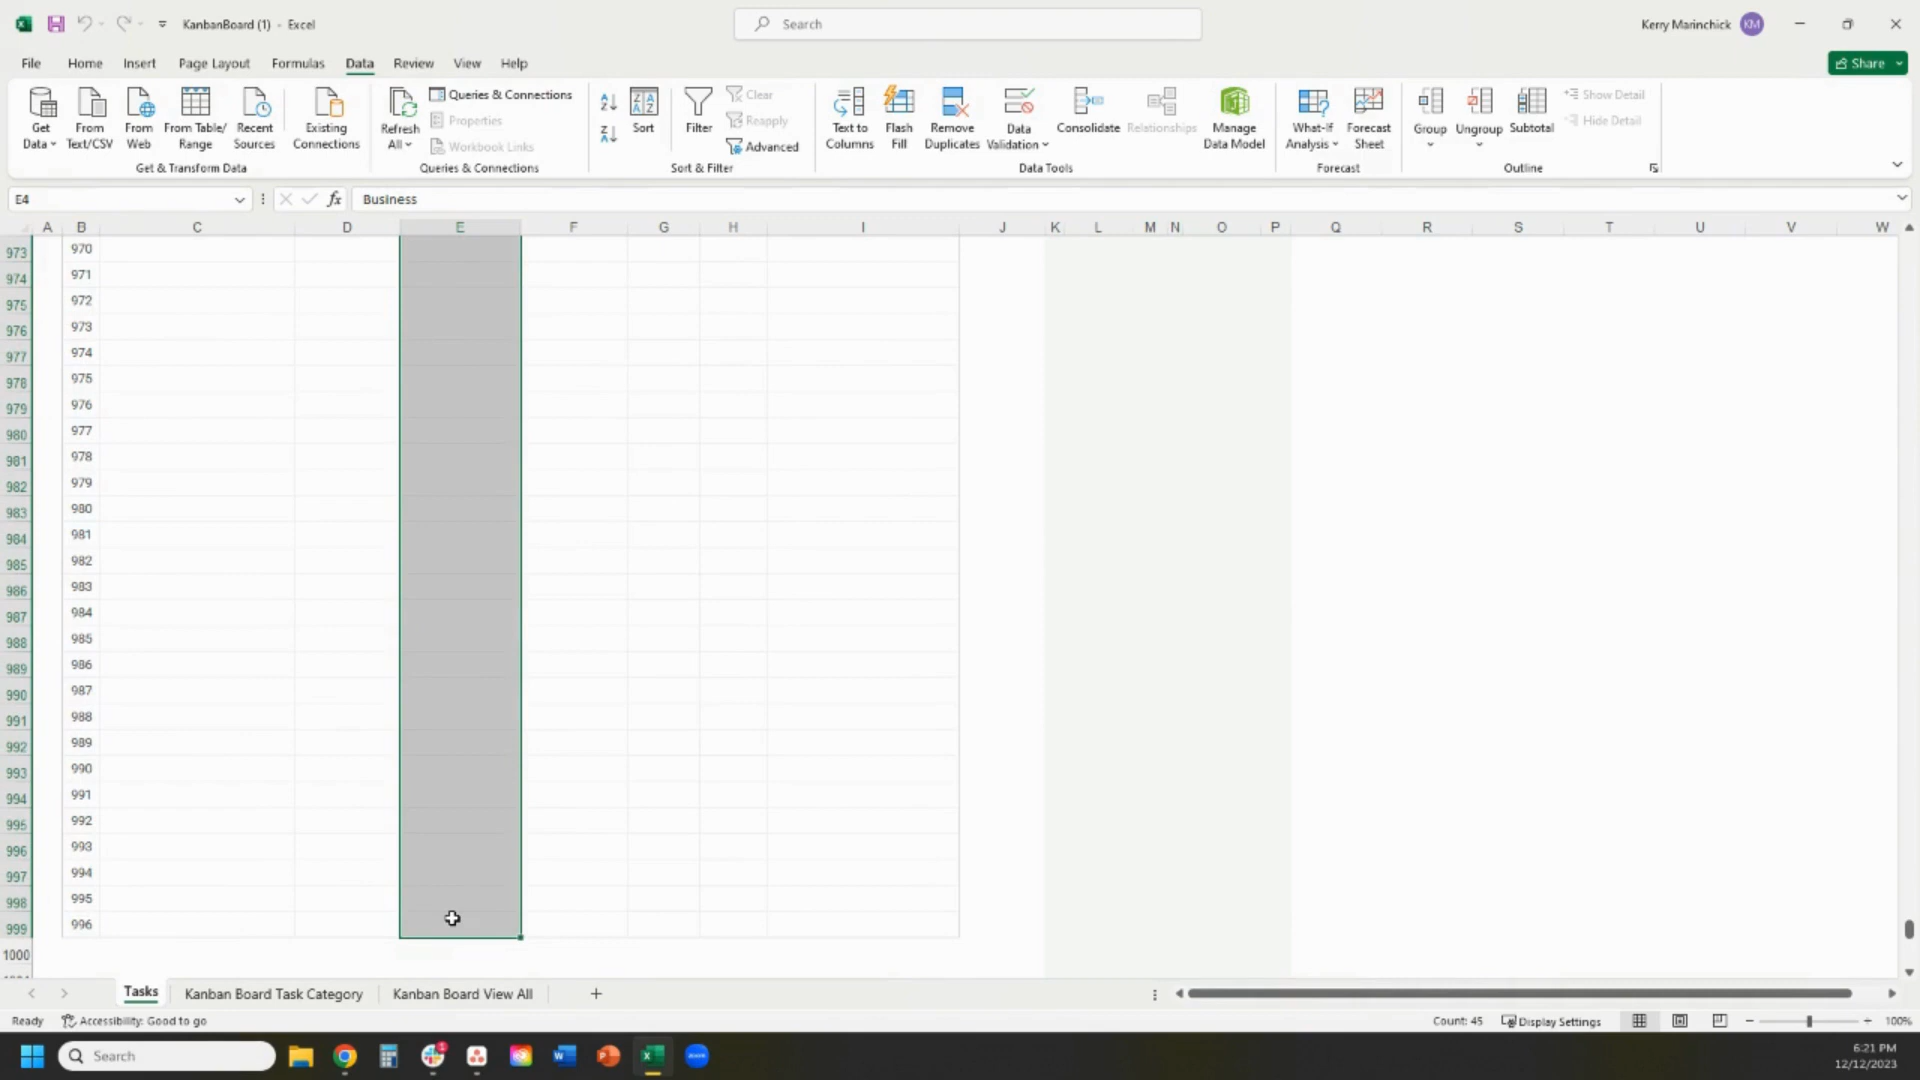 KanbanBoard (1) - Excel
Search
Kerry Marinchick KM
File Home Insert Page Layout Formulas Data Review View Help
Share
Get Data
From Text/CSV
From Web
From Table/ Range
Recent Sources
Existing Connections
Get & Transform Data
Refresh All
Queries & Connections
Properties
Workbook Links
Queries & Connections
Sort
Filter
Clear
Reapply
Advanced
Sort & Filter
Text to Columns
Flash Fill
Remove Duplicates
Data Validation
Consolidate
Relationships
Manage Data Model
Data Tools
What-If Analysis
Forecast Sheet
Forecast
Group
Ungroup
Subtotal
Show Detail
Hide Detail
Outline
E4 fx Business
A B C D E F G H I J K L M N O P Q R S T U V W
973 970
974 971
975 972
976 973
977 974
978 975
979 976
980 977
981 978
982 979
983 980
984 981
985 982
986 983
987 984
988 985
989 986
990 987
991 988
992 989
993 990
994 991
995 992
996 993
997 994
998 995
999 996
1000
Tasks Kanban Board Task Category Kanban Board View All
Ready Accessibility: Good to go Count: 45 Display Settings 100%
Search
6:21 PM
12/12/2023